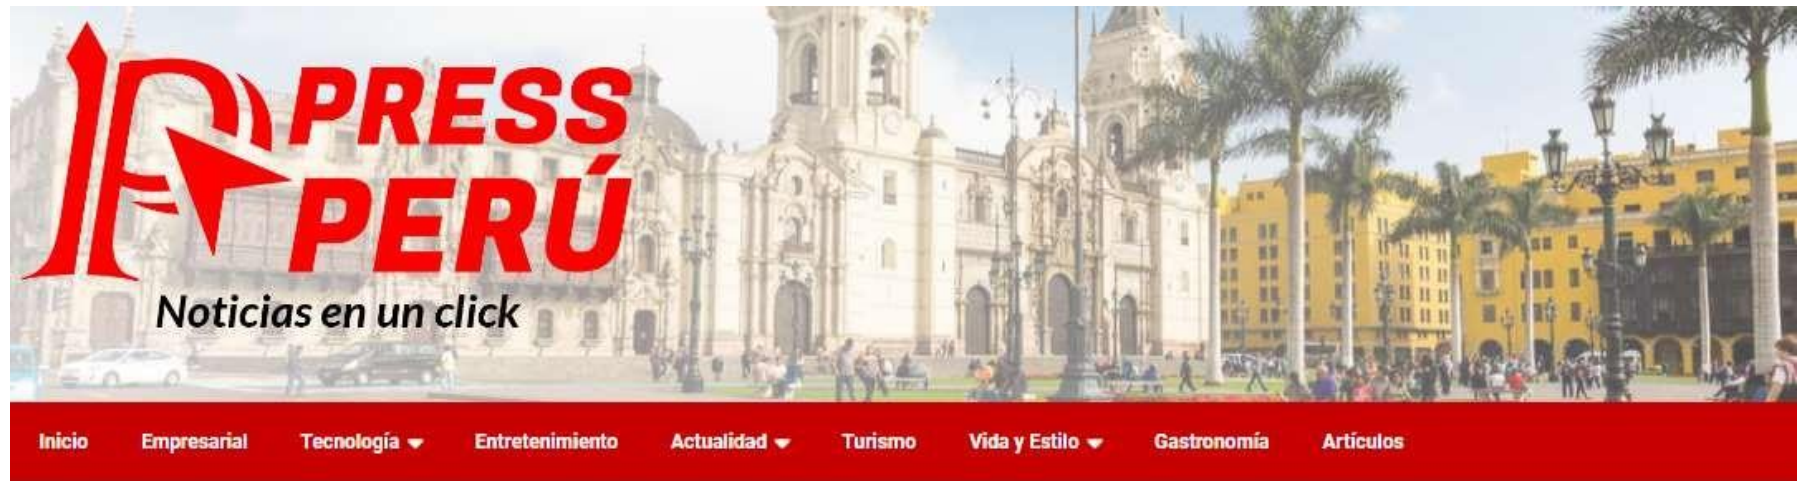 PRESS
PERÚ
Noticias en un click
Inicio Empresarial Tecnología Entretenimiento Actualidad Turismo Vida y Estilo Gastronomía Artículos